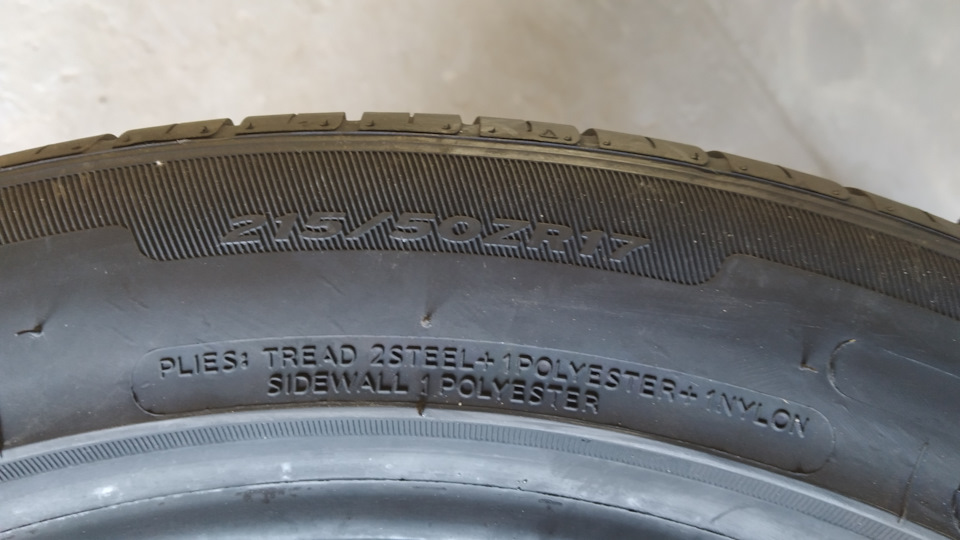 215/50ZR17
PLIES: TREAD 2STEEL+1POLYESTER+1NYLON
SIDEWALL 1 POLYESTER